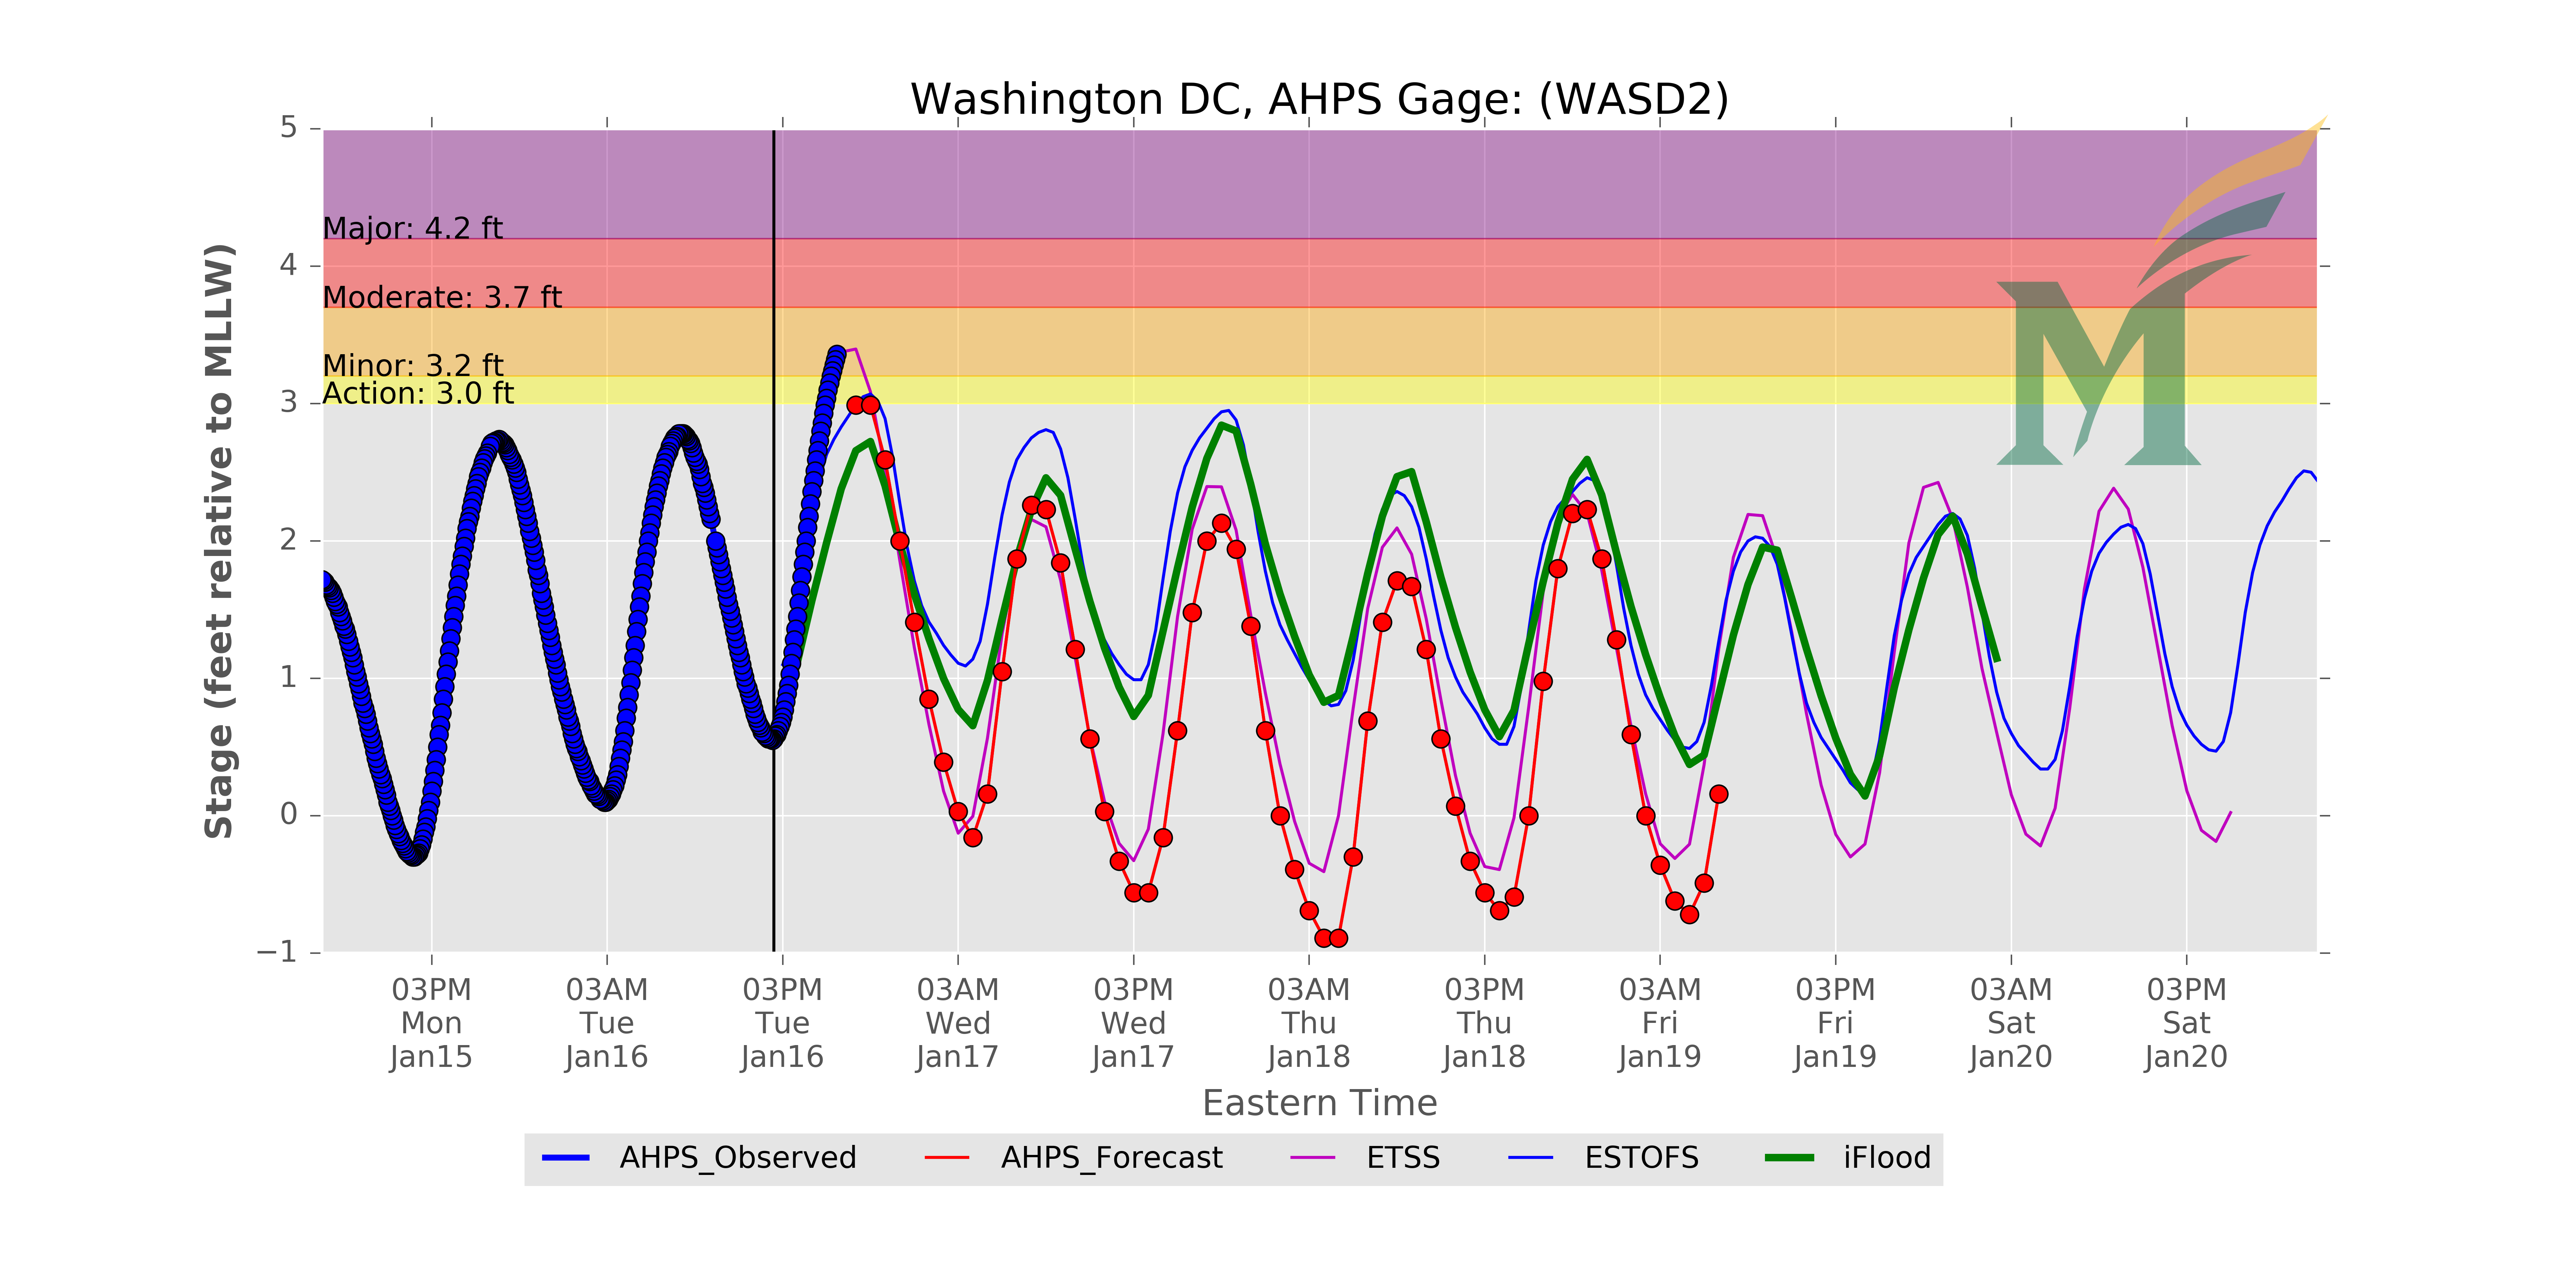 Washington DC, AHPS Gage: (WASD2)
Stage (feet relative to MLLW)
5
4
3
2
1
0
−1
Major: 4.2 ft
Moderate: 3.7 ft
Minor: 3.2 ft
Action: 3.0 ft
03PM 03AM 03PM 03AM 03PM 03AM 03PM 03AM 03PM 03AM 03PM
Mon Tue Tue Wed Wed Thu Thu Fri Fri Sat Sat
Jan15 Jan16 Jan16 Jan17 Jan17 Jan18 Jan18 Jan19 Jan19 Jan20 Jan20
Eastern Time
AHPS_Observed AHPS_Forecast ETSS ESTOFS iFlood
M